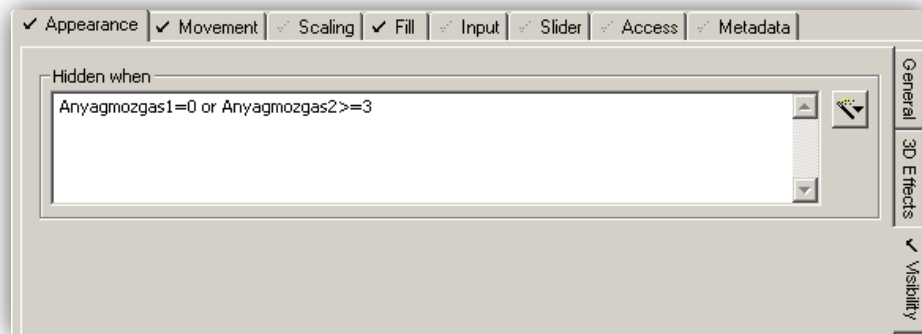 Appearance Movement Scaling Fill Input Slider Access Metadata
Hidden when
Anyagmozgas1=0 or Anyagmozgas2>=3
General
3D Effects
Visibility